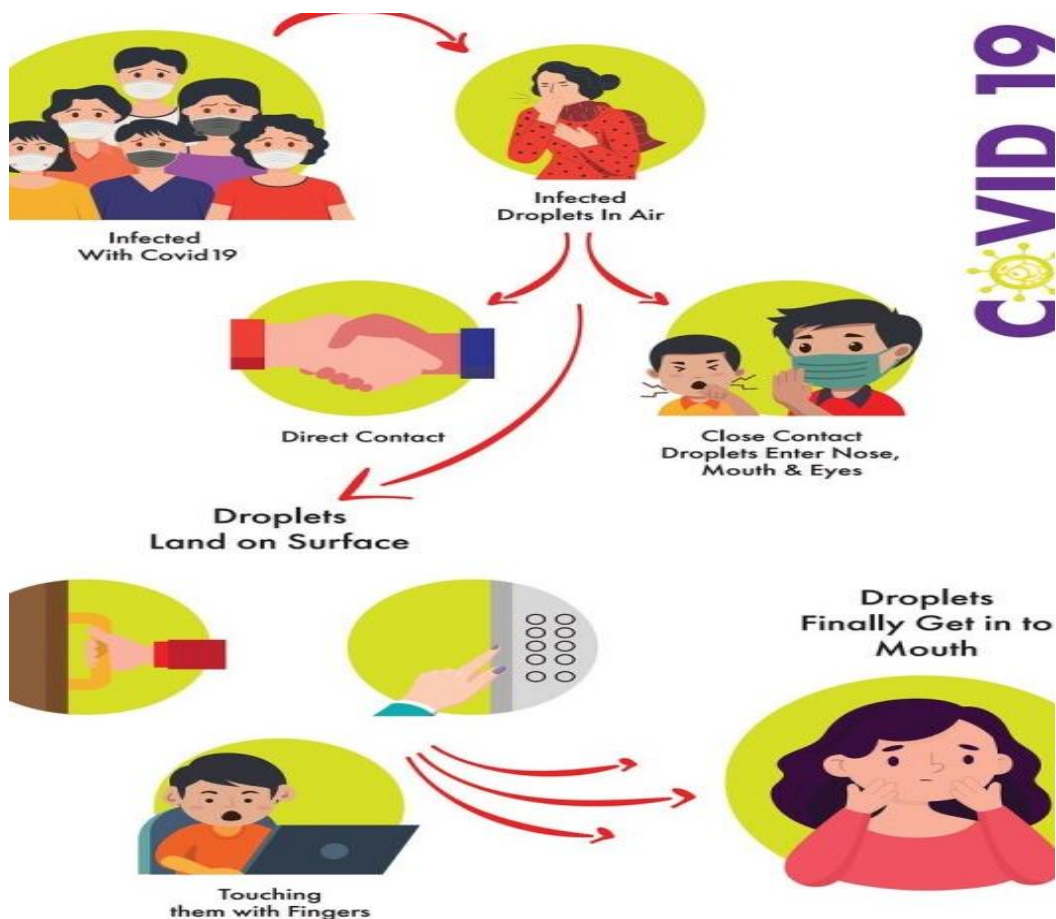 COVID 19
Infected
With Covid19
Infected
Droplets In Air
Direct Contact
Close Contact
Droplets Enter Nose,
Mouth & Eyes
Droplets
Land on Surface
Droplets
Finally Get in to
Mouth
Touching
them with Fingers